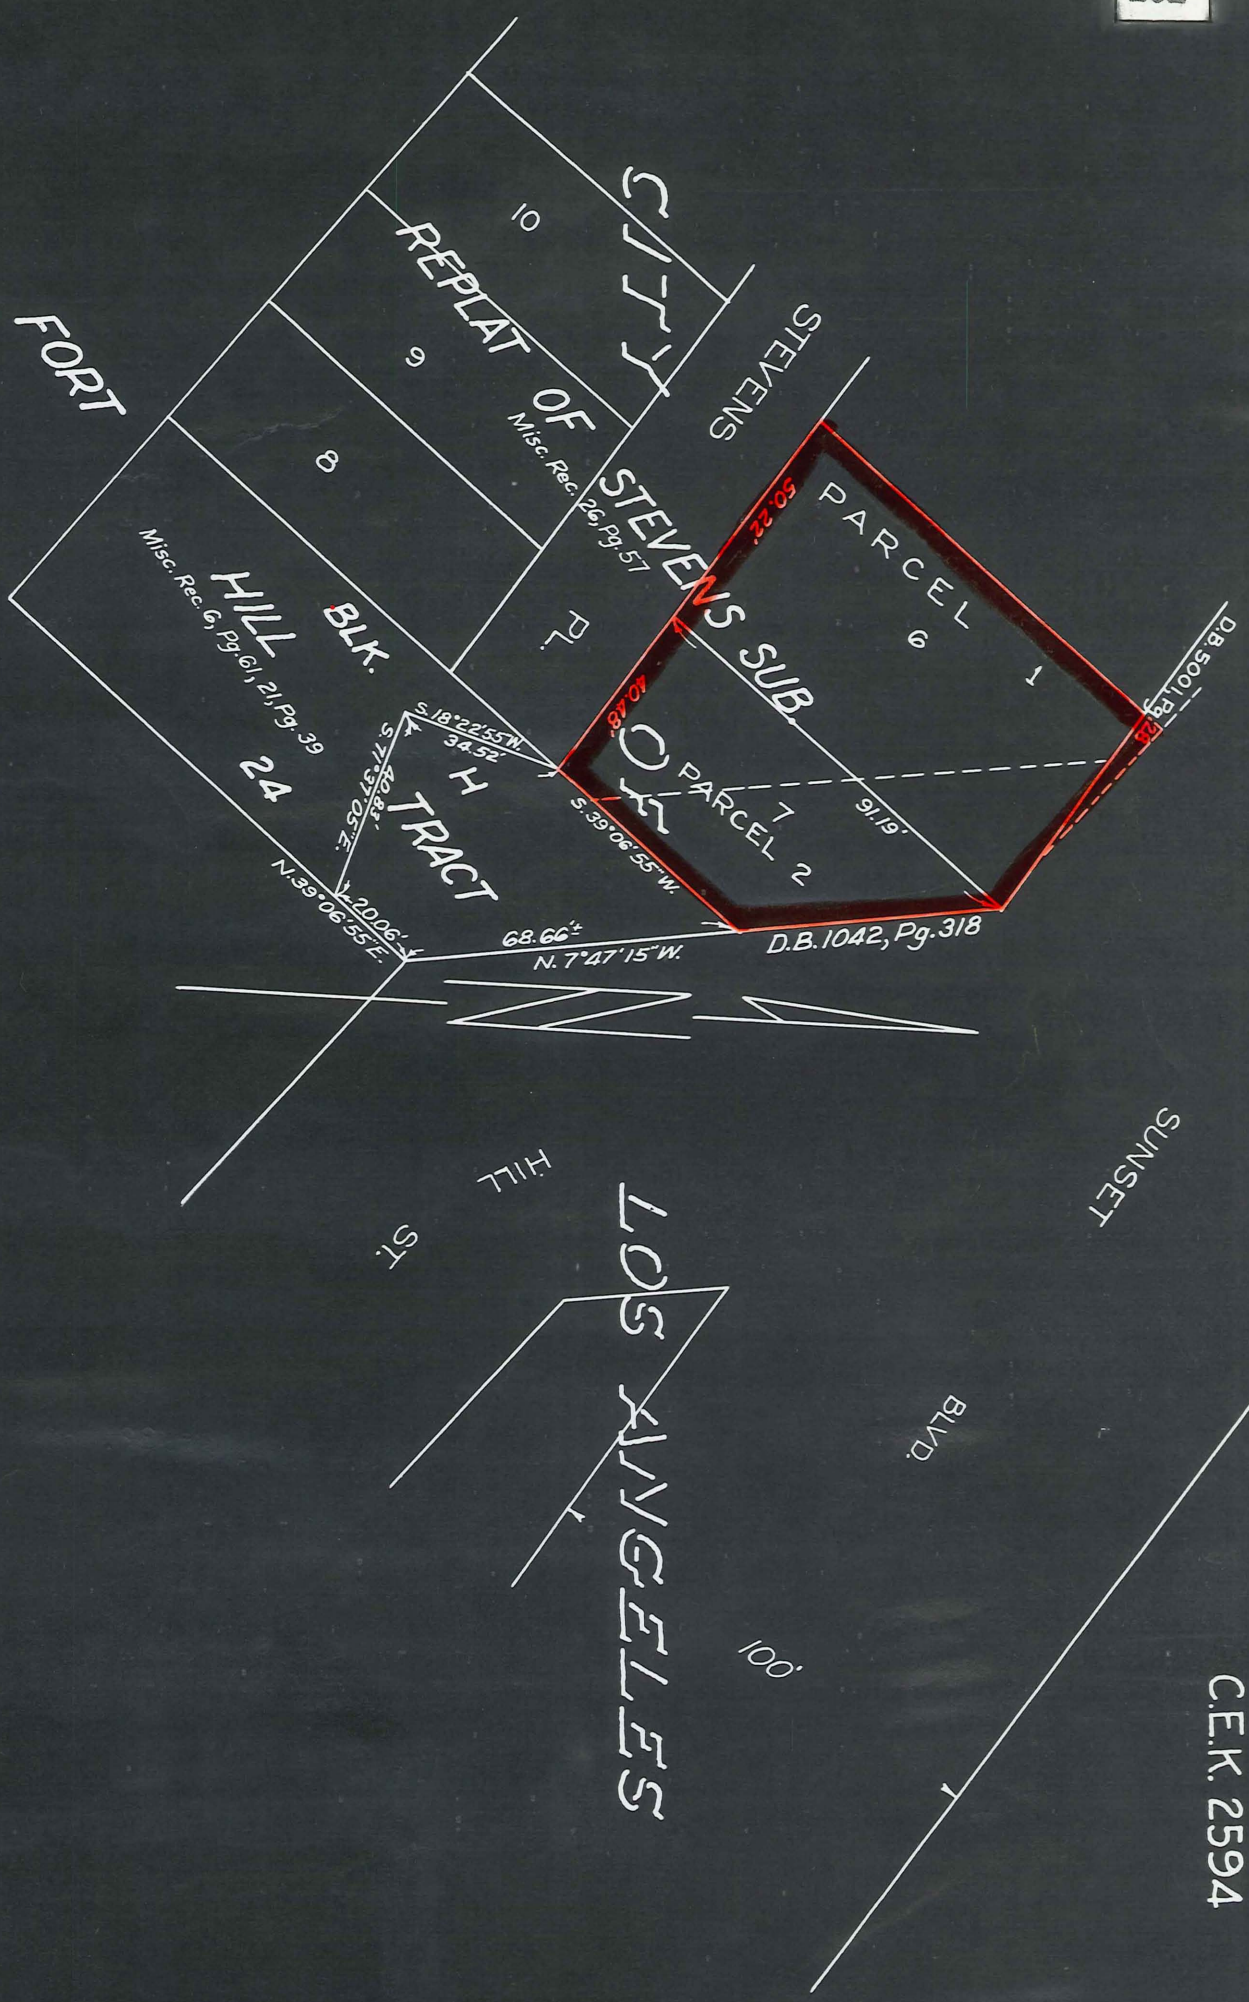 C.E.K. 2594
CITY OF LOS ANGELES
SUNSET
BLVD.
100'
D.B. 5001, Pg. 28
PARCEL 1
6
PARCEL 2
7
91.19'
50.22'
40.48'
STEVENS
PL.
D.B. 1042, Pg. 318
S. 39°06'55"W.
N. 7°47'15"W.
68.66'±
S. 18°22'55"W.
34.52'
S. 71°37'05"E.
40.83'
20.06'
N. 39°06'55"E.
HILL
ST.
10
9
8
REPLAT OF STEVENS SUB.
Misc. Rec. 26, Pg. 57
BLK. H
FORT HILL TRACT
Misc. Rec. 6, Pg. 61, 21, Pg. 39
24